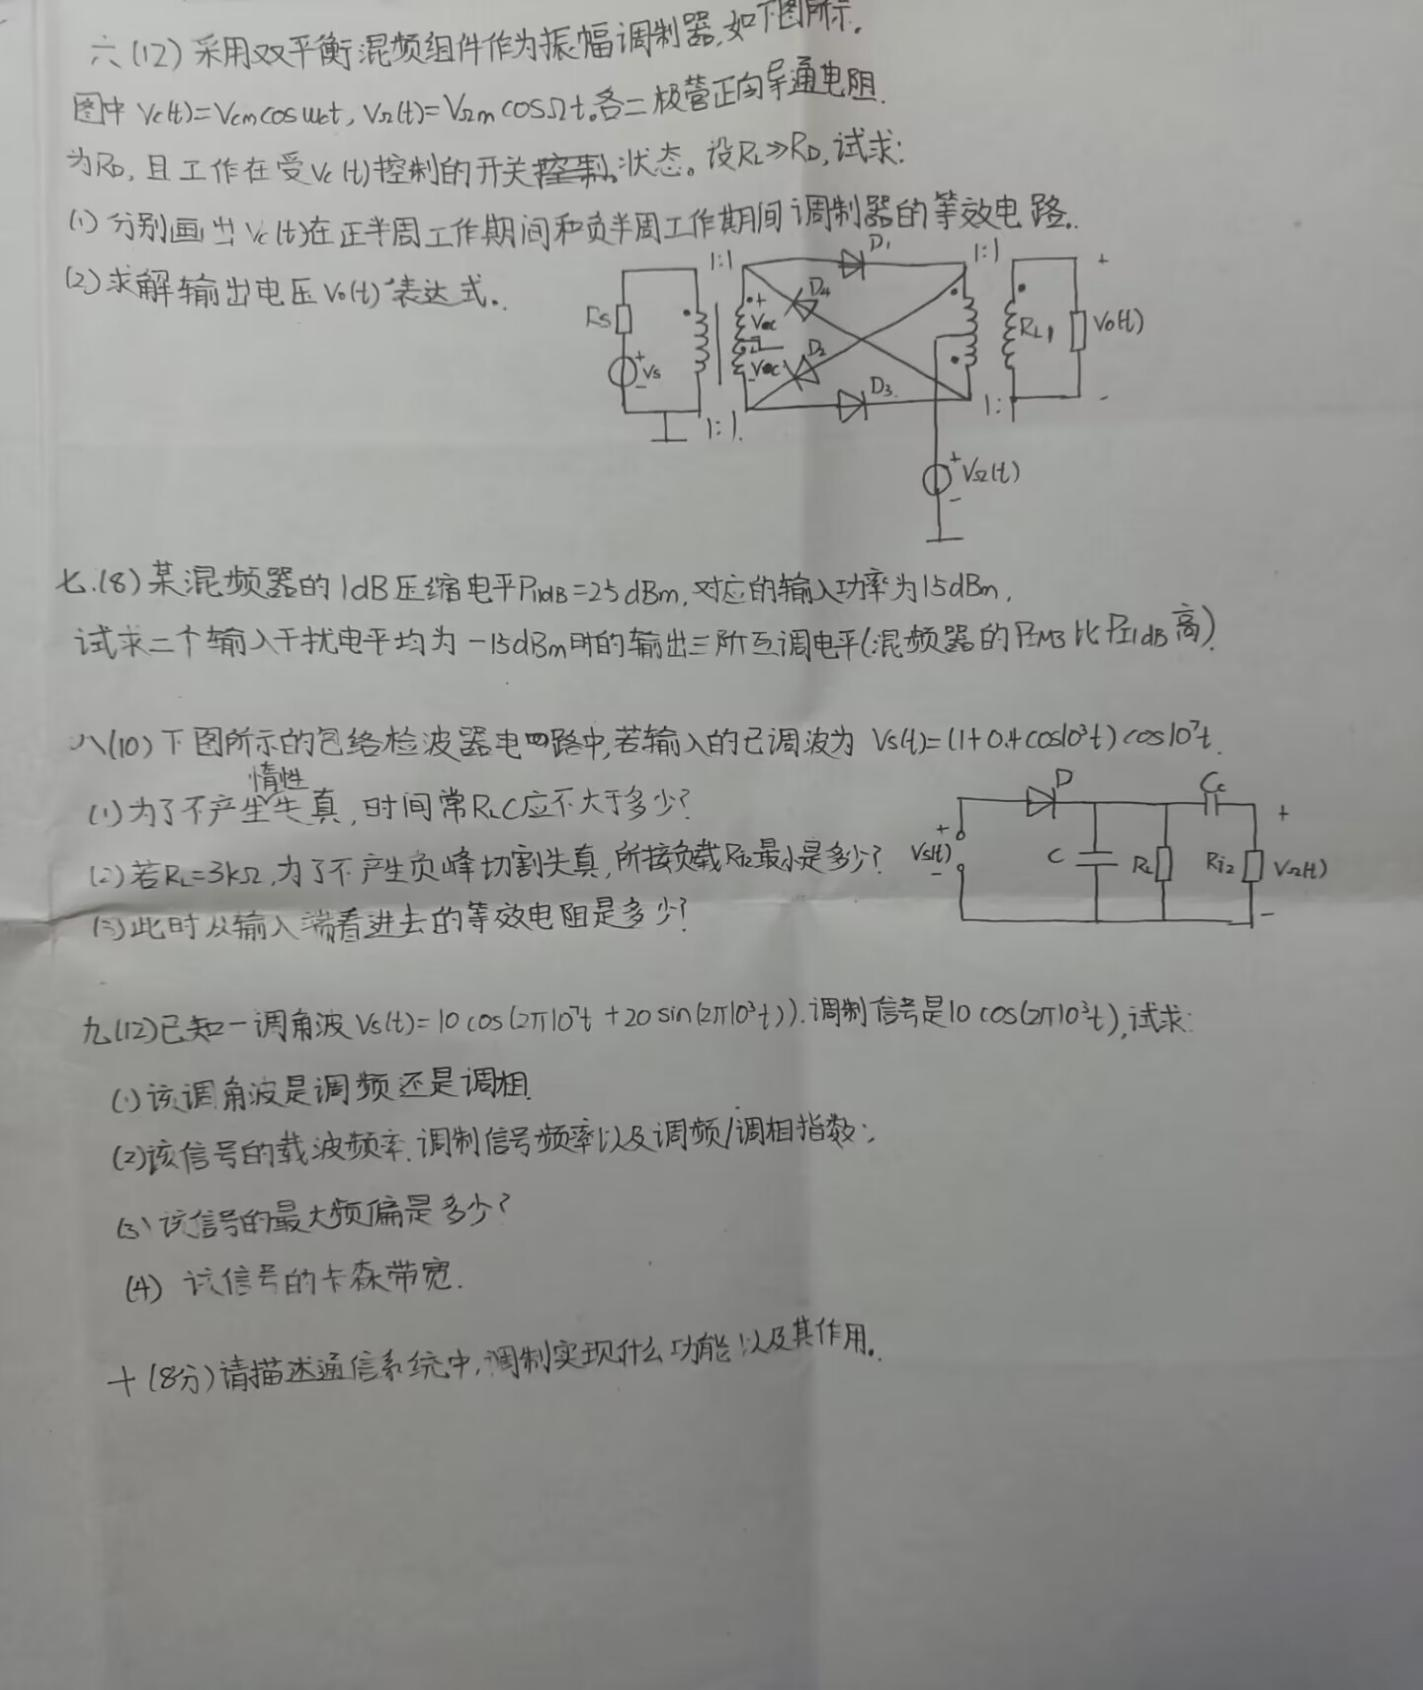 六(12)采用双平衡混频组件作为振幅调制器,如下图所示.
图中 Vc(t)=Vcm cos ωct, VΩ(t)=VΩm cosΩt。各二极管正向导通电阻.
为RD,且工作在受Vc(t)控制的开关状态。设RL≫RD,试求:
(1)分别画出Vc(t)在正半周工作期间和负半周工作期间调制器的等效电路.
(2)求解输出电压Vo(t)表达式.
1:1
D1
1:1
Rs
Vs
D4
D2
D3
RL
Vo(t)
1:1
1:
VΩ(t)
七.(8)某混频器的1dB压缩电平P1dB=25dBm,对应的输入功率为15dBm,
试求二个输入干扰电平均为-15dBm时的输出三阶互调电平(混频器的PIM3比PI1dB高).
八(10)下图所示的包络检波器电路中,若输入的已调波为 Vs(t)=(1+0.4cos10³t)cos10⁷t.
(1)为了不产生惰性失真,时间常RLC应不大于多少?
(2)若RL=3kΩ,为了不产生负峰切割失真,所接负载Ri2最小是多少?
(3)此时从输入端看进去的等效电阻是多少?
D
Cc
Vs(t)
C
RL
Ri2
VΩ(t)
九(12)已知一调角波Vs(t)=10cos(2π10⁷t+20sin(2π10³t)).调制信号是10cos(2π10³t),试求:
(1)该调角波是调频还是调相.
(2)该信号的载波频率.调制信号频率以及调频/调相指数;
(3)该信号的最大频偏是多少?
(4)该信号的卡森带宽.
十(8分)请描述通信系统中,调制实现什么功能以及其作用.